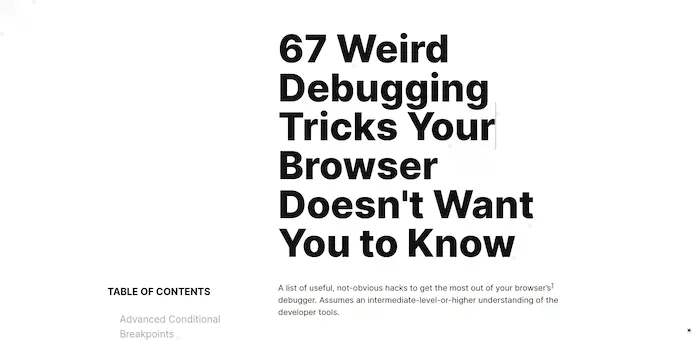 67 Weird
Debugging
Tricks Your
Browser
Doesn't Want
You to Know
A list of useful, not-obvious hacks to get the most out of your browser's¹
debugger. Assumes an intermediate-level-or-higher understanding of the
developer tools.
TABLE OF CONTENTS
Advanced Conditional
Breakpoints